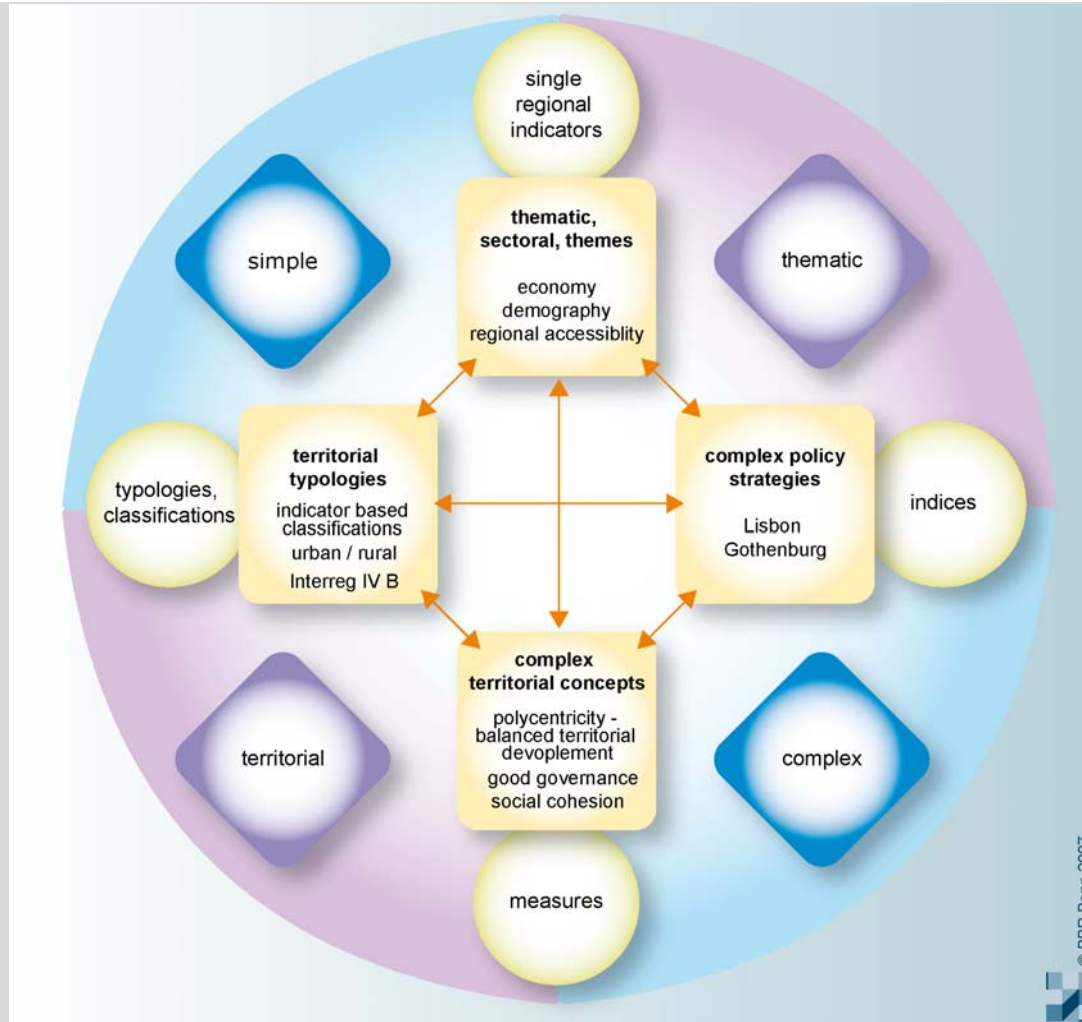 single
regional
indicators
thematic,
sectoral, themes
economy
demography
regional accessiblity
simple
thematic
typologies,
classifications
territorial
typologies
indicator based
classifications
urban / rural
Interreg IV B
complex policy
strategies
Lisbon
Gothenburg
indices
territorial
complex
territorial concepts
polycentricity -
balanced territorial
devoplement
good governance
social cohesion
complex
measures